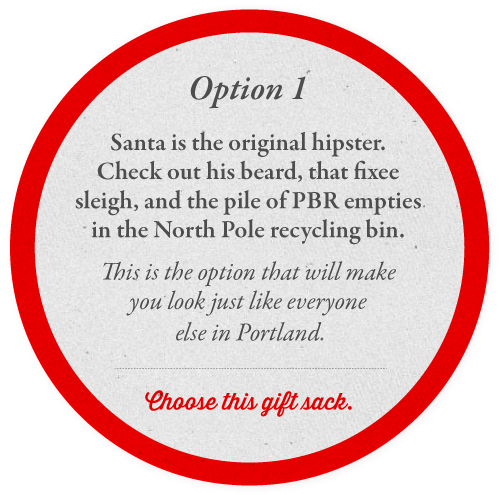 Option 1
Santa is the original hipster.
Check out his beard, that fixee
sleigh, and the pile of PBR empties
in the North Pole recycling bin.
This is the option that will make
you look just like everyone
else in Portland.
Choose this gift sack.